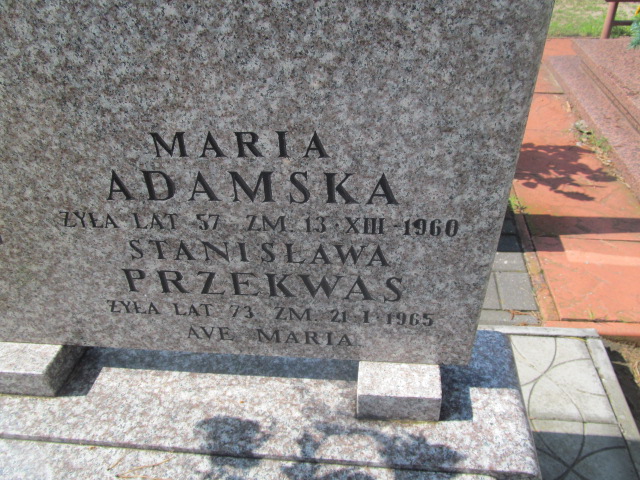 MARIA
ADAMSKA
ŻYŁA LAT 57 ZM. 13·XIII·1960
STANISŁAWA
PRZEKWAS
ŻYŁA LAT 73 ZM. 21·I·1965
AVE MARIA